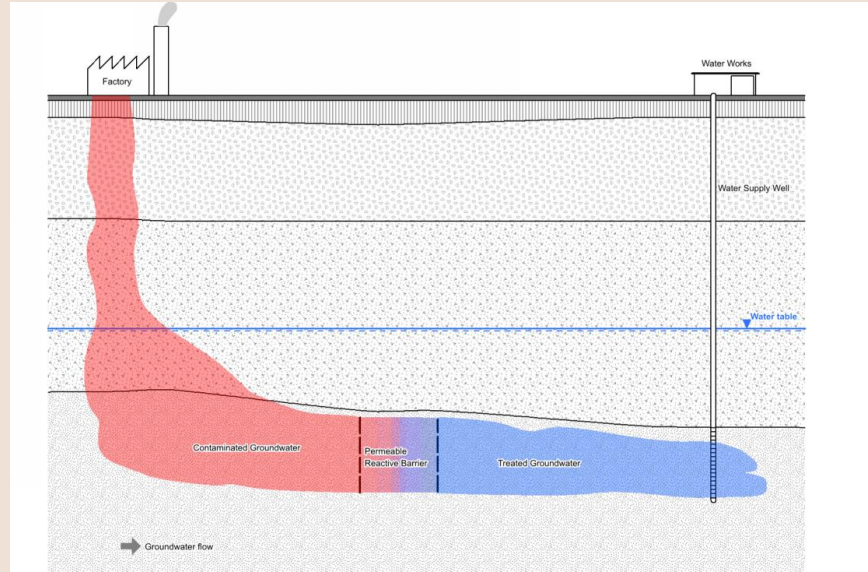 Factory
Water Works
Water Supply Well
Water table
Contaminated Groundwater
Permeable
Reactive Barrier
Treated Groundwater
Groundwater flow